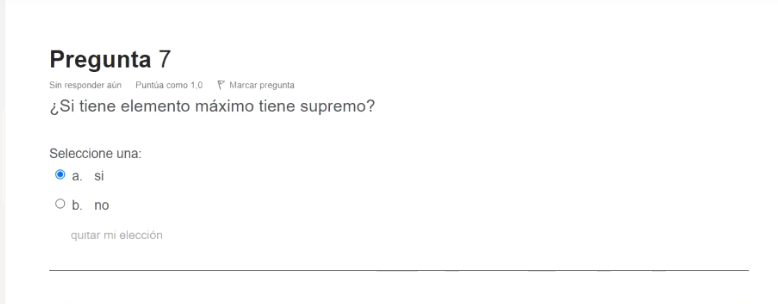 Pregunta 7
Sin responder aún Puntúa como 1,0 Marcar pregunta
¿Si tiene elemento máximo tiene supremo?
Seleccione una:
a. si
b. no
quitar mi elección